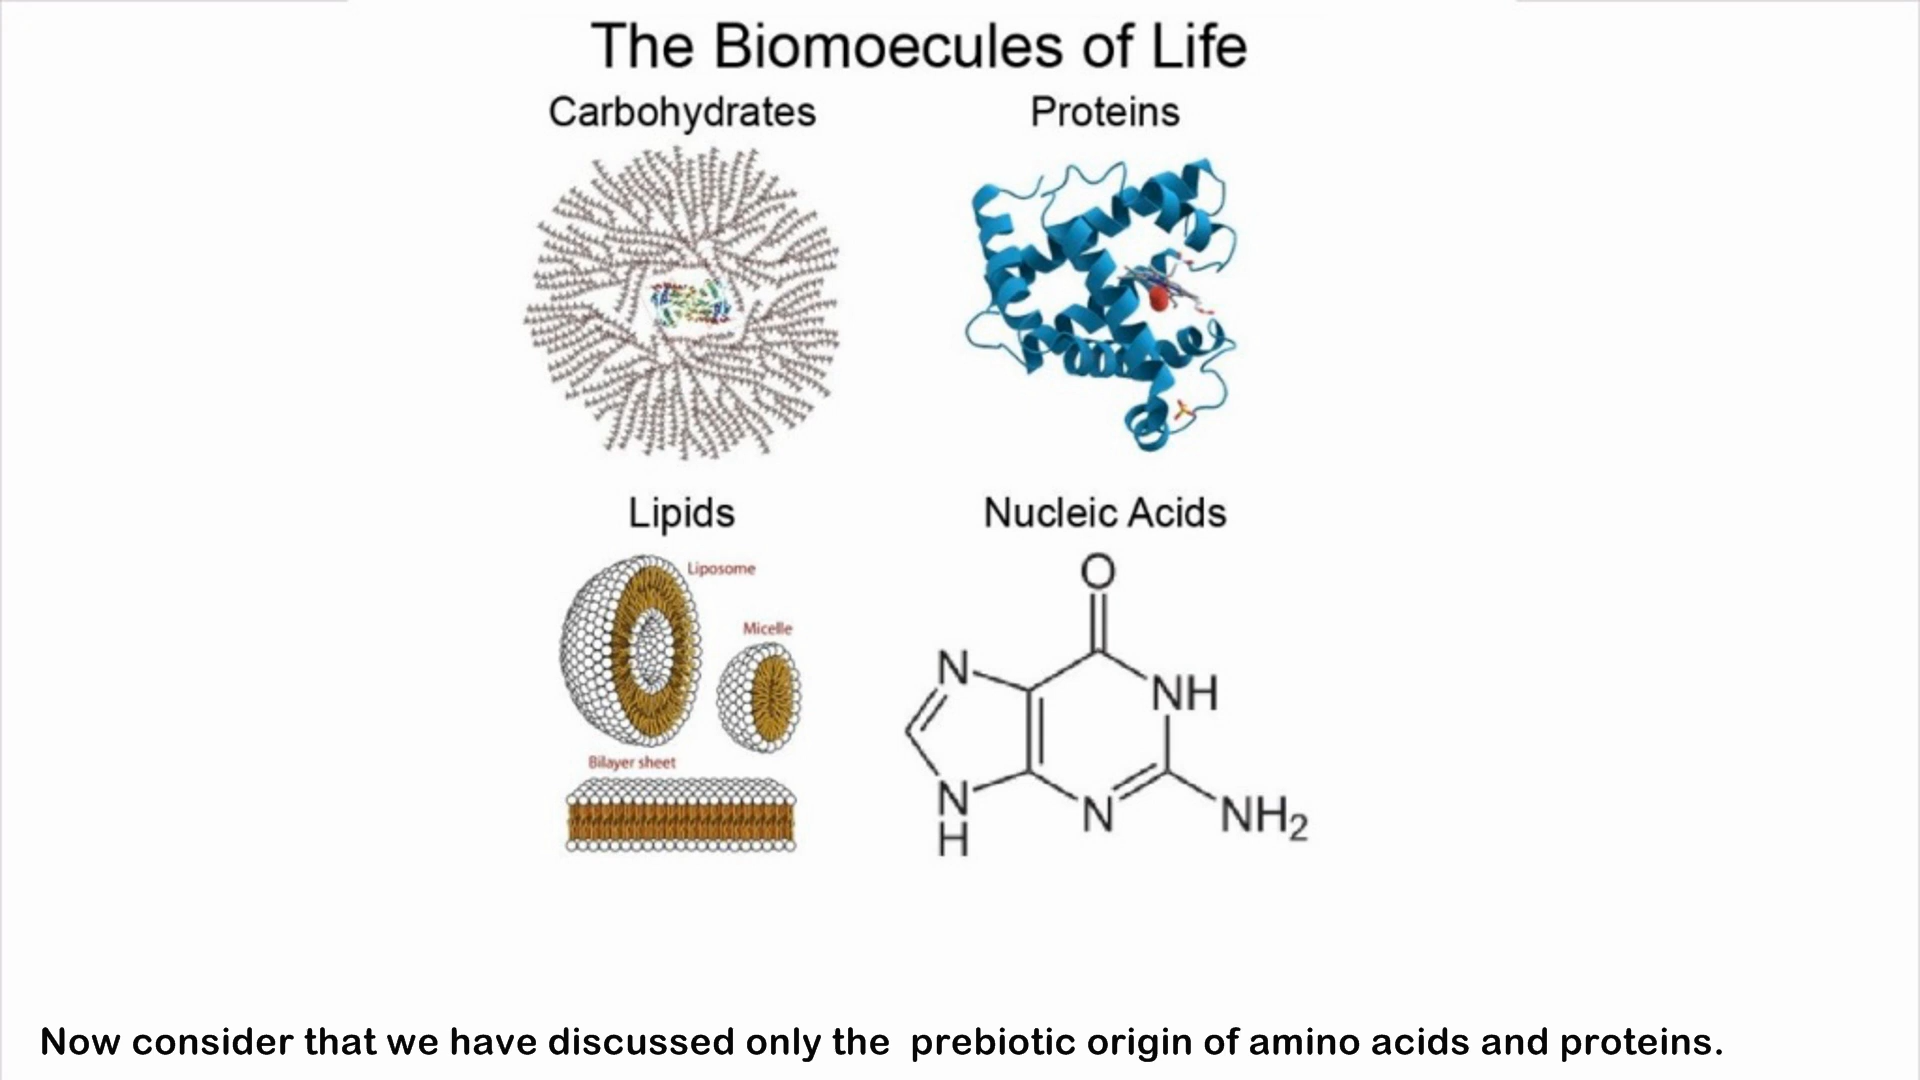 The Biomoecules of Life
Carbohydrates
Proteins
Lipids
Nucleic Acids
Liposome
Micelle
Bilayer sheet
O
N
NH
N
H
N
NH2
Now consider that we have discussed only the  prebiotic origin of amino acids and proteins.